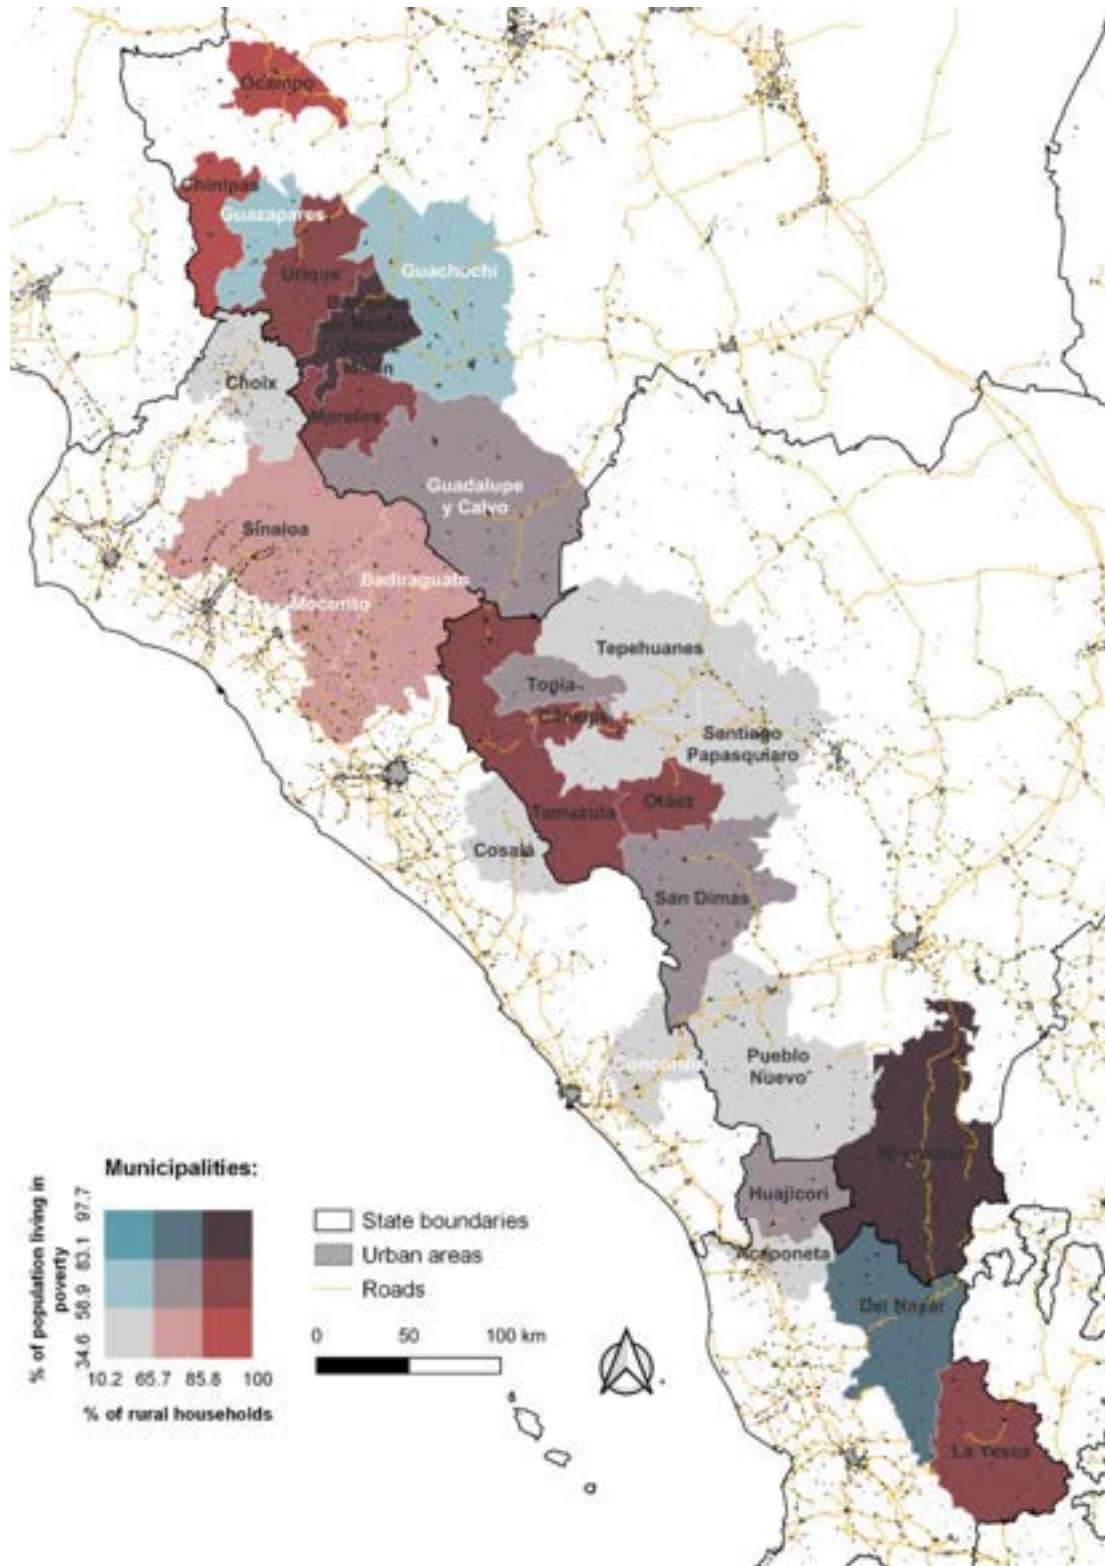 Ocampo
Chinipas
Guazapares
Urique
Guachochi
Choix
Morelos
Guadalupe
y Calvo
Sinaloa
Badiraguato
Mocorito
Tepehuanes
Topia
Canelas
Santiago
Papasquiaro
Otáez
Tamazula
Cosalá
San Dimas
Concordia
Pueblo
Nuevo
Mezquital
Huajicori
Acaponeta
Del Nayar
La Yesca
Municipalities:
% of population living in
poverty
34.6 58.9 83.1 97.7
10.2 65.7 85.8 100
% of rural households
State boundaries
Urban areas
Roads
0 50 100 km